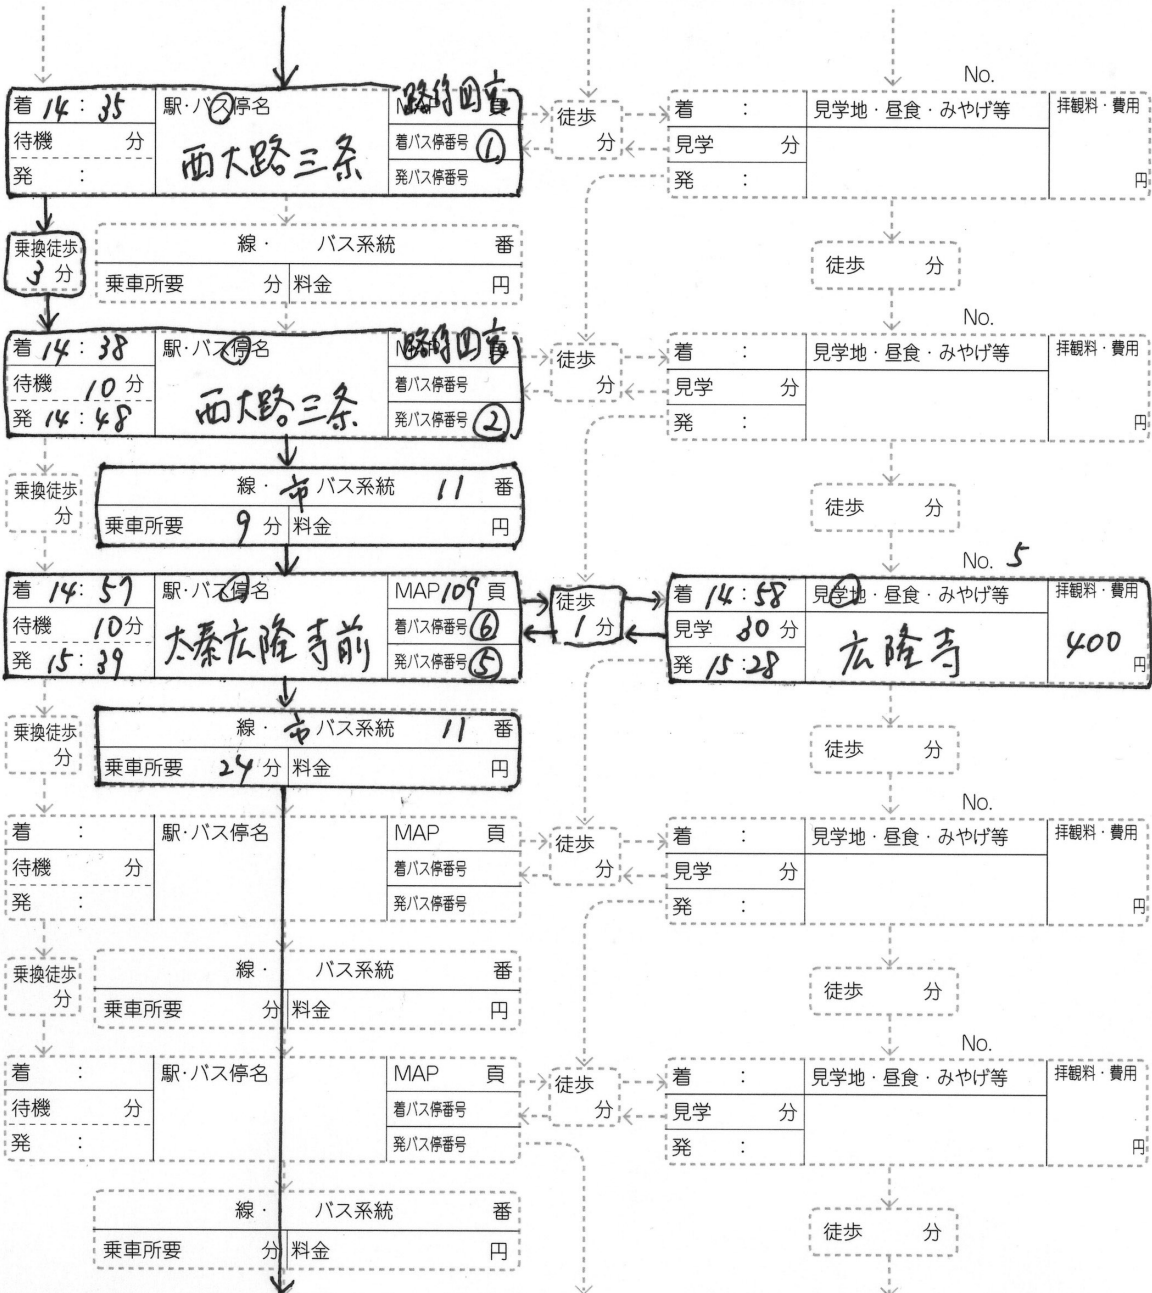 No.
着 14:35 駅・バス停名 路線図裏 頁
待機 分 西大路三条 着バス停番号 ①
発 : 発バス停番号
徒歩 分
着 : 見学地・昼食・みやげ等 拝観料・費用
見学 分
発 : 円
乗換徒歩 3分
線・ バス系統 番
乗車所要 分 料金 円
徒歩 分
No.
着 14:38 駅・バス停名 路線図裏
待機 10分 西大路三条 着バス停番号
発 14:48 発バス停番号 ②
徒歩 分
着 : 見学地・昼食・みやげ等 拝観料・費用
見学 分
発 : 円
乗換徒歩 分
線・市バス系統 11 番
乗車所要 9分 料金 円
徒歩 分
No. 5
着 14:57 駅・バス停名 MAP 109 頁
待機 10分 太秦広隆寺前 着バス停番号 ⑥
発 15:39 発バス停番号 ⑤
徒歩 1分
着 14:58 見学地・昼食・みやげ等 拝観料・費用
見学 30分 広隆寺 400円
発 15:28
乗換徒歩 分
線・市バス系統 11 番
乗車所要 24分 料金 円
徒歩 分
No.
着 : 駅・バス停名 MAP 頁
待機 分 着バス停番号
発 : 発バス停番号
徒歩 分
着 : 見学地・昼食・みやげ等 拝観料・費用
見学 分
発 : 円
乗換徒歩 分
線・ バス系統 番
乗車所要 分 料金 円
徒歩 分
No.
着 : 駅・バス停名 MAP 頁
待機 分 着バス停番号
発 : 発バス停番号
徒歩 分
着 : 見学地・昼食・みやげ等 拝観料・費用
見学 分
発 : 円
線・ バス系統 番
乗車所要 分 料金 円
徒歩 分